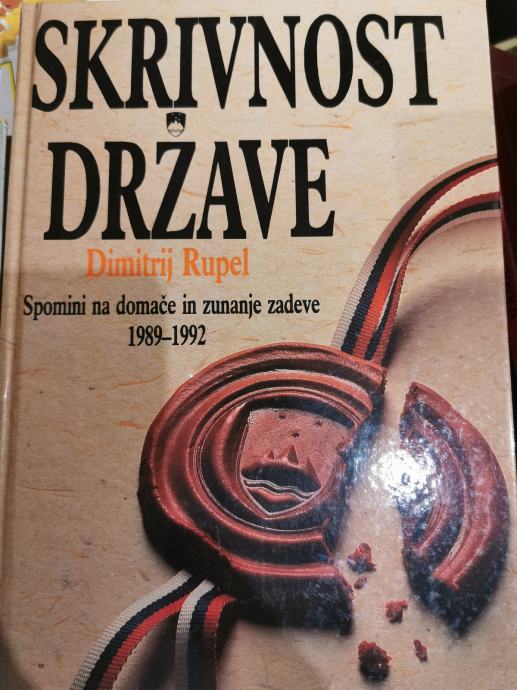 SKRIVNOST
DRŽAVE
Dimitrij Rupel
Spomini na domače in zunanje zadeve
1989–1992